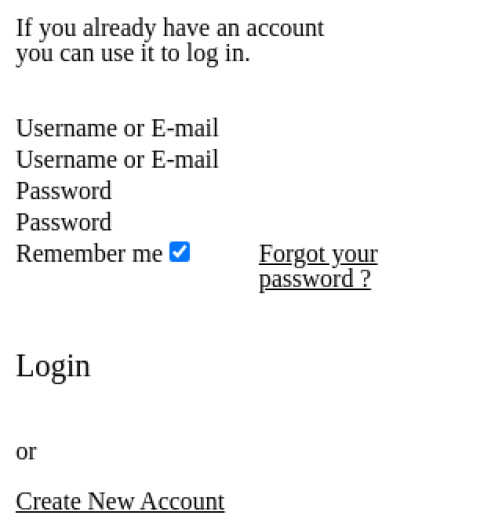 If you already have an account
you can use it to log in.
Username or E-mail
Username or E-mail
Password
Password
Remember me
Forgot your
password ?
Login
or
Create New Account